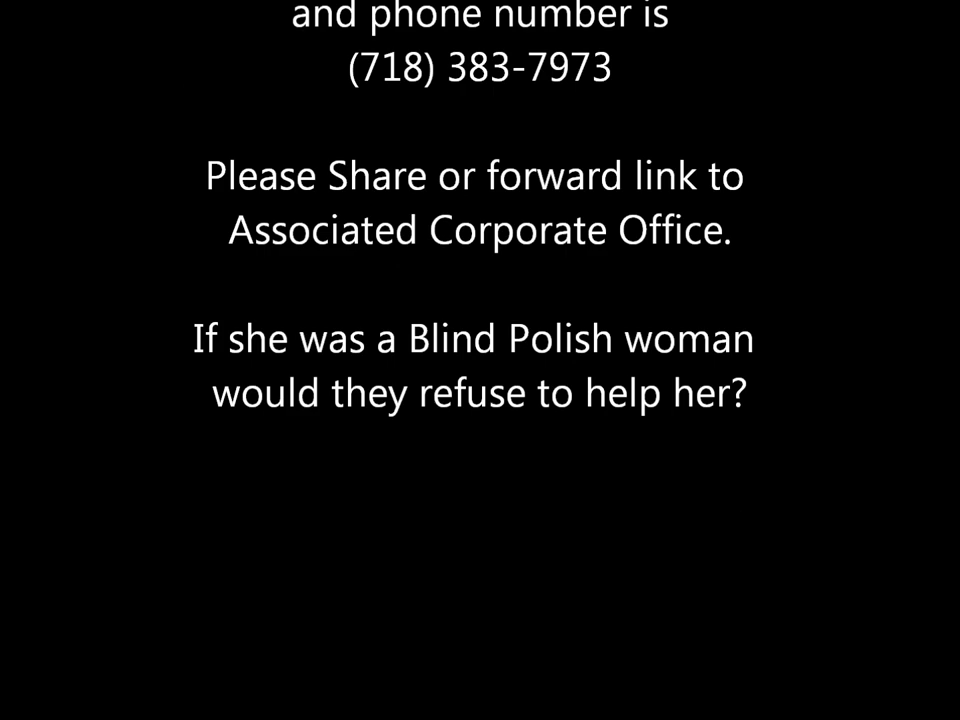 and phone number is
(718) 383-7973
Please Share or forward link to
Associated Corporate Office.
If she was a Blind Polish woman
would they refuse to help her?